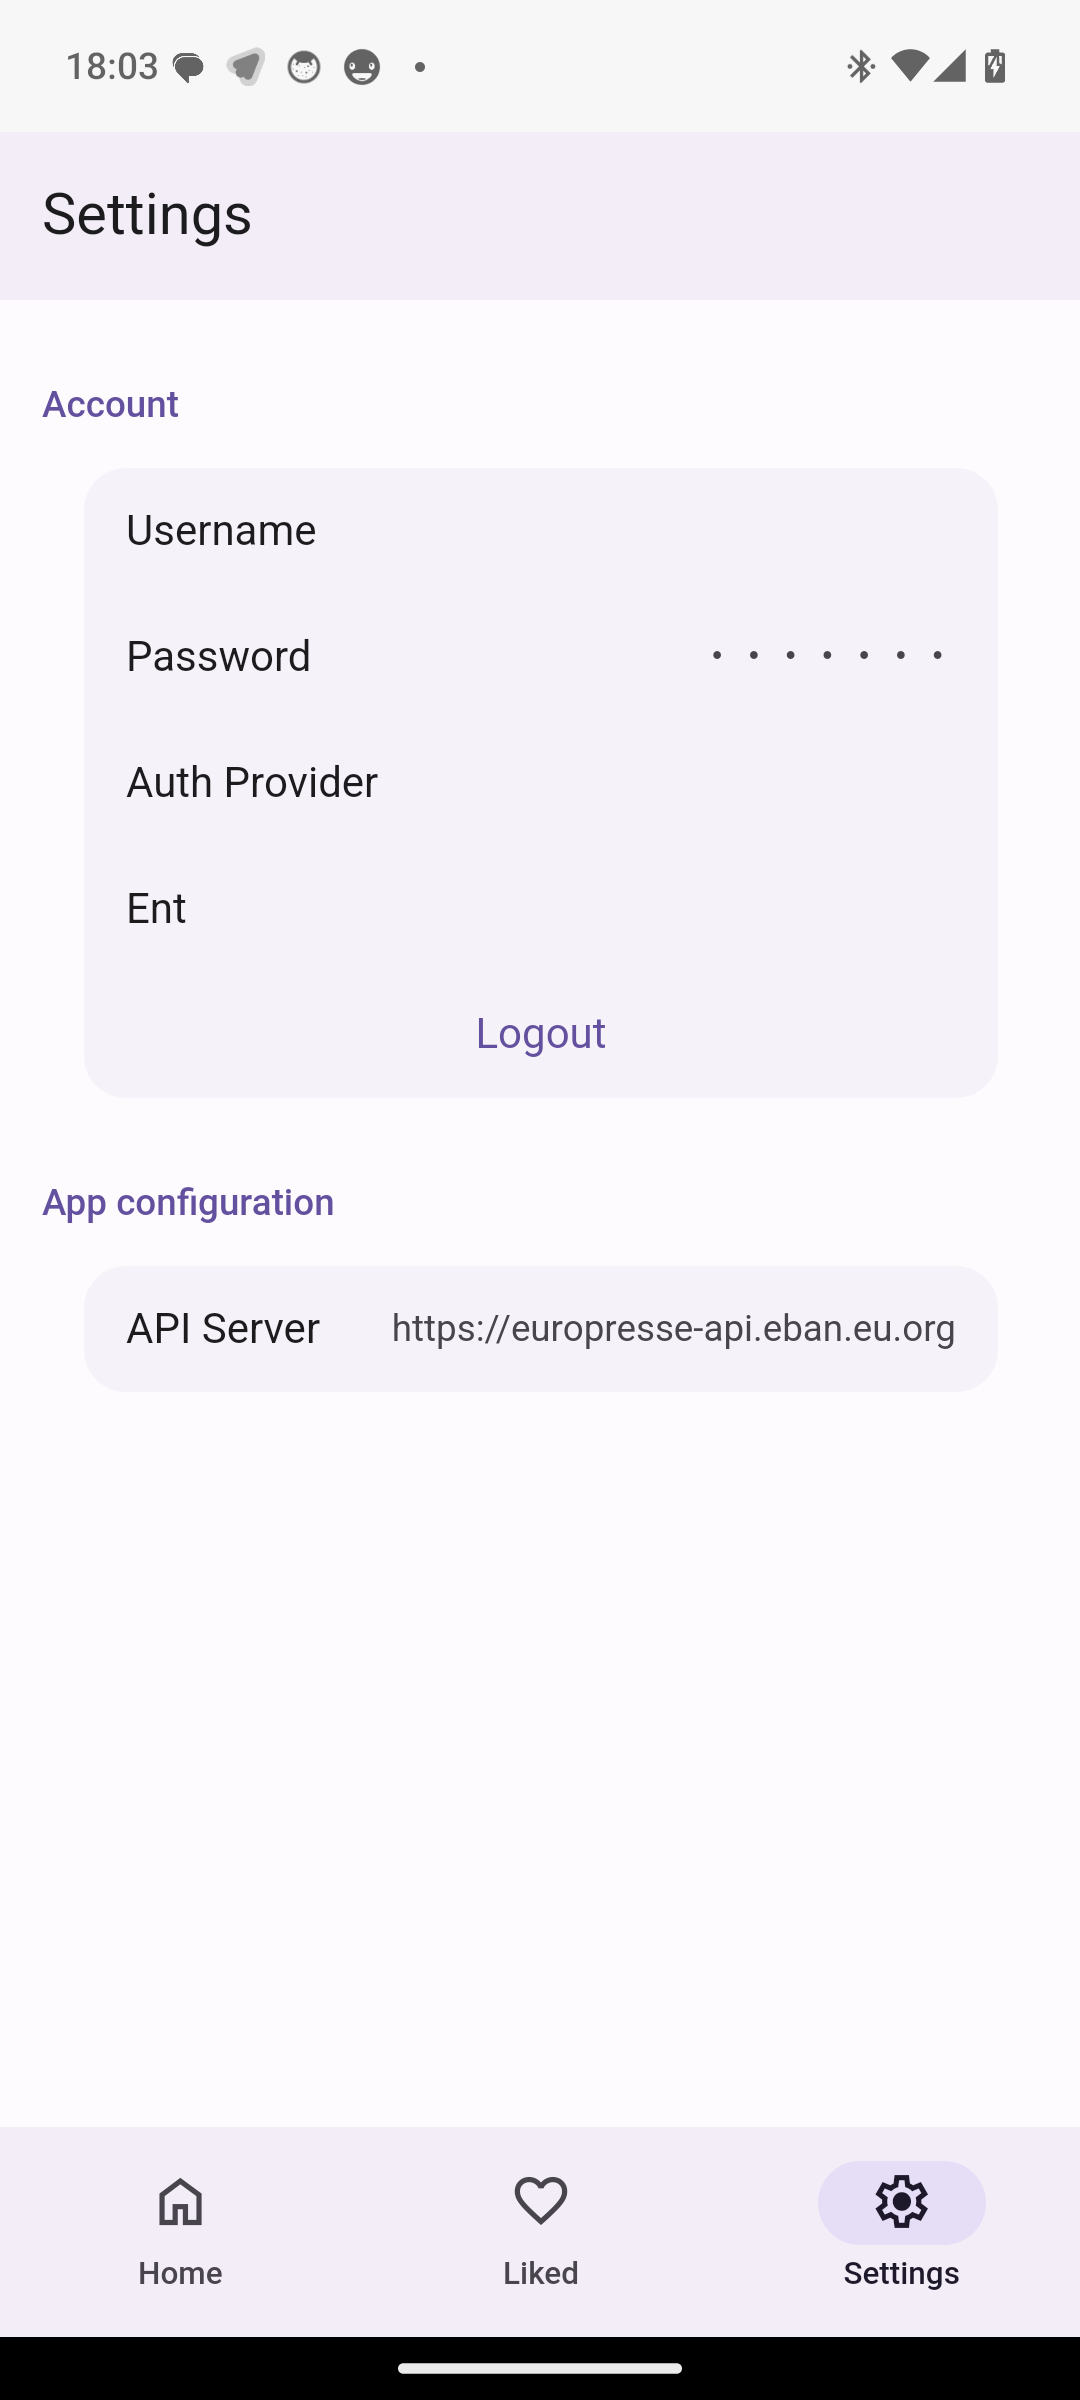 18:03
Settings
Account
Username
Password • • • • • • •
Auth Provider
Ent
Logout
App configuration
API Server https://europresse-api.eban.eu.org
Home Liked Settings